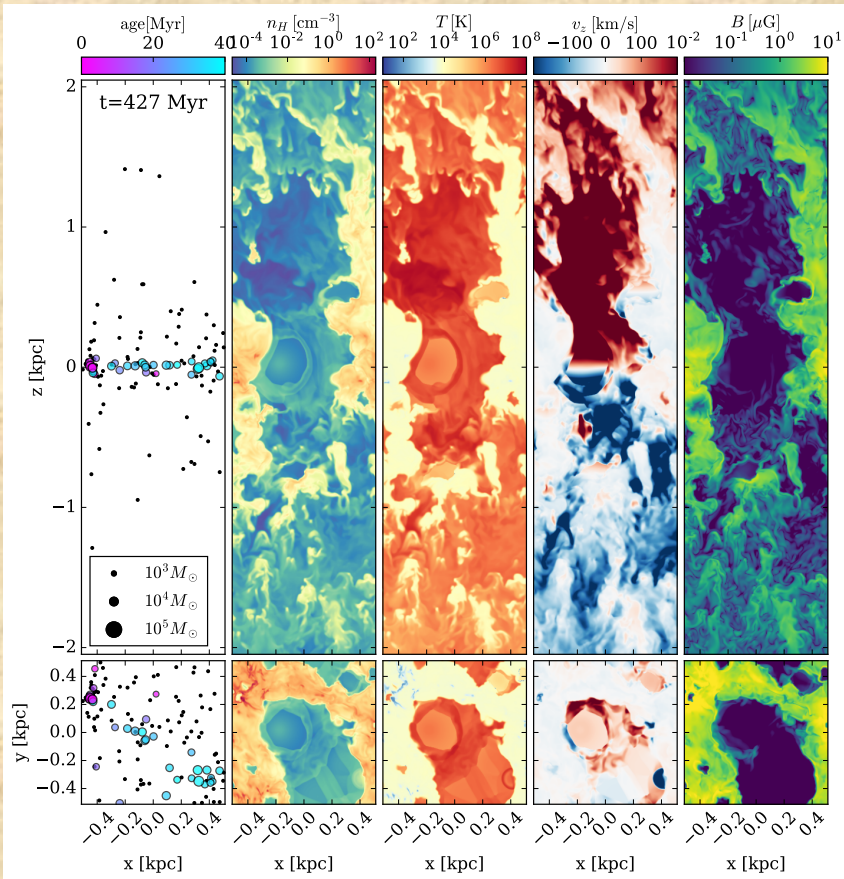 age[Myr] n_H [cm^{-3}] T [K] v_z [km/s] B [μG]
0 20 40 10^{-4} 10^{-2} 10^0 10^2 10^2 10^4 10^6 10^8 −100 0 100 10^{-2} 10^{-1} 10^0 10^1
t=427 Myr
2
1
0
−1
−2
z [kpc]
10^3 M_⊙
10^4 M_⊙
10^5 M_⊙
0.4
0.2
0.0
−0.2
−0.4
y [kpc]
−0.4 −0.2 0.0 0.2 0.4 −0.4 −0.2 0.0 0.2 0.4 −0.4 −0.2 0.0 0.2 0.4 −0.4 −0.2 0.0 0.2 0.4 −0.4 −0.2 0.0 0.2 0.4
x [kpc] x [kpc] x [kpc] x [kpc] x [kpc]